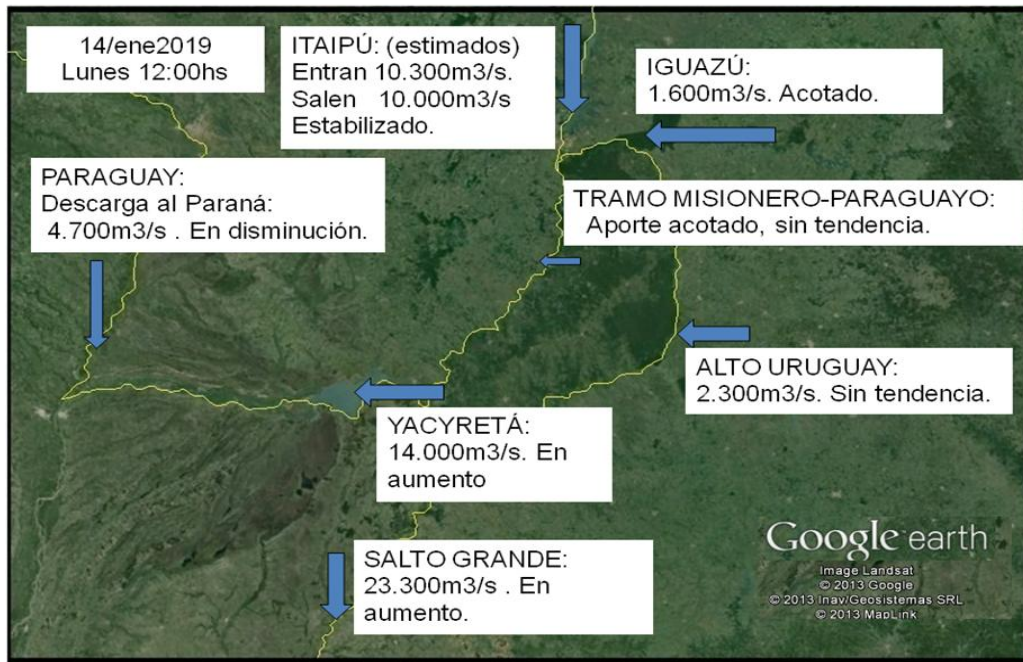 14/ene2019
Lunes 12:00hs
ITAIPÚ: (estimados)
Entran 10.300m3/s.
Salen 10.000m3/s
Estabilizado.
IGUAZÚ:
1.600m3/s. Acotado.
PARAGUAY:
Descarga al Paraná:
4.700m3/s . En disminución.
TRAMO MISIONERO-PARAGUAYO:
Aporte acotado, sin tendencia.
ALTO URUGUAY:
2.300m3/s. Sin tendencia.
YACYRETÁ:
14.000m3/s. En
aumento
SALTO GRANDE:
23.300m3/s . En
aumento.
Google earth
Image Landsat
© 2013 Google
© 2013 Inav/Geosistemas SRL
© 2013 MapLink